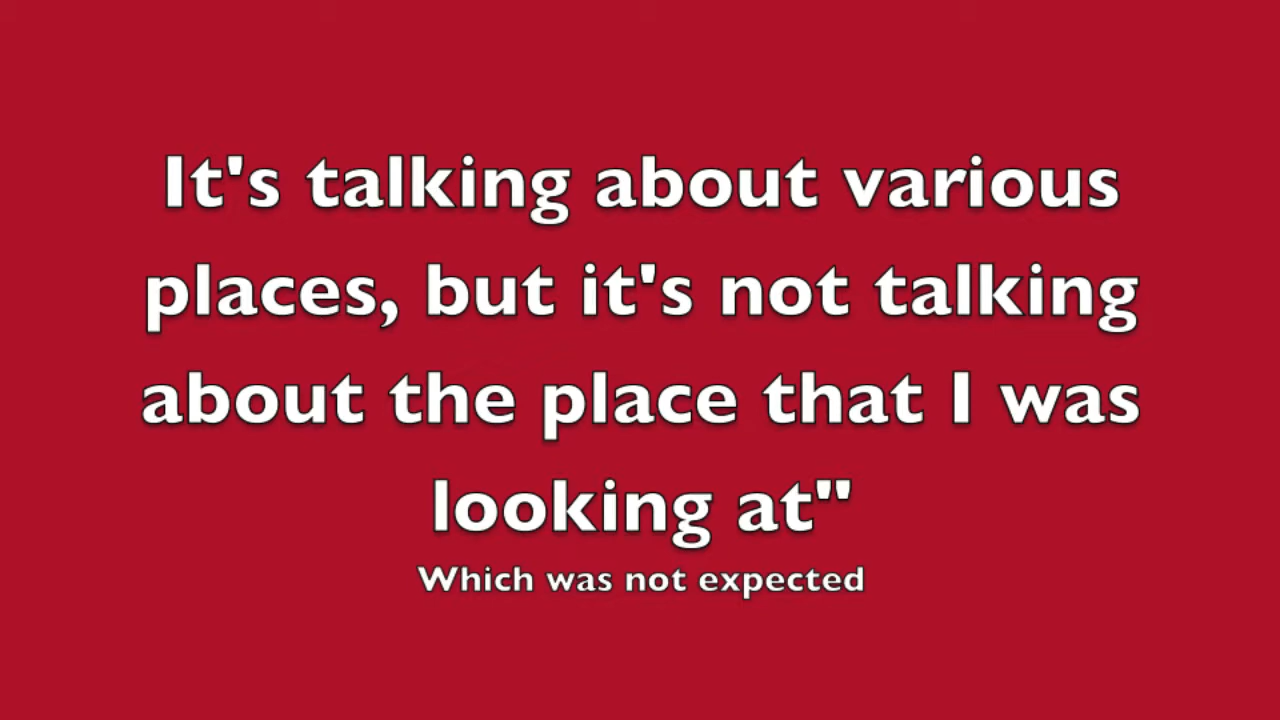 It's talking about various
places, but it's not talking
about the place that I was
looking at"
Which was not expected